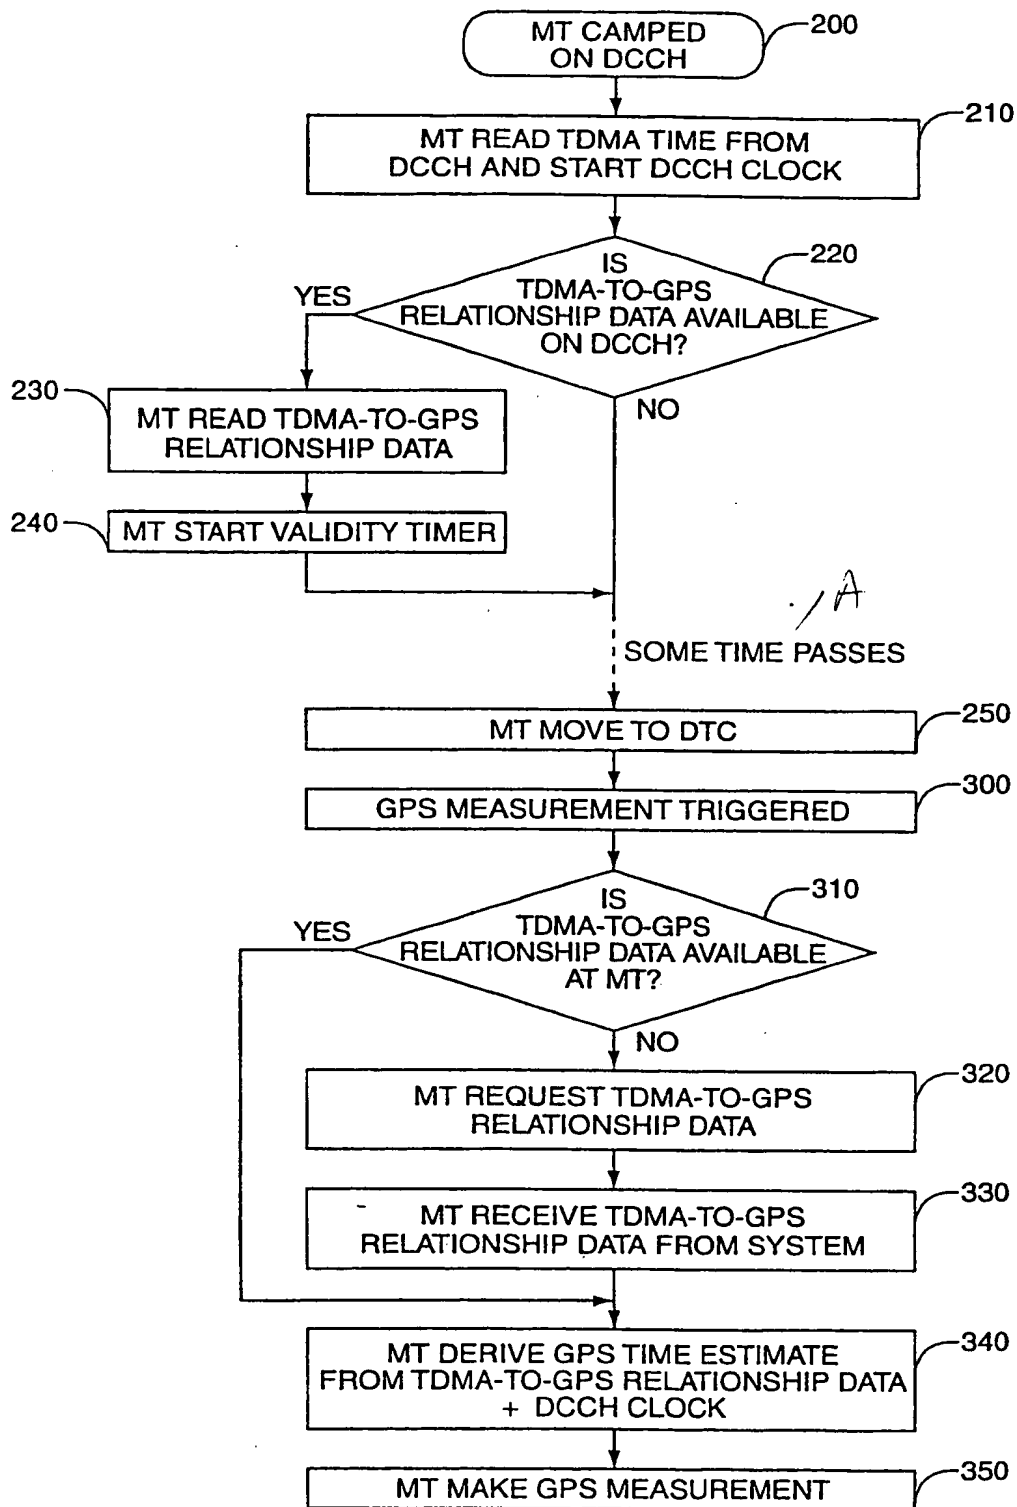 MT CAMPED
ON DCCH
200
210
MT READ TDMA TIME FROM
DCCH AND START DCCH CLOCK
220
IS
TDMA-TO-GPS
RELATIONSHIP DATA AVAILABLE
ON DCCH?
YES
NO
230
MT READ TDMA-TO-GPS
RELATIONSHIP DATA
240
MT START VALIDITY TIMER
A
SOME TIME PASSES
250
MT MOVE TO DTC
300
GPS MEASUREMENT TRIGGERED
310
IS
TDMA-TO-GPS
RELATIONSHIP DATA AVAILABLE
AT MT?
YES
NO
320
MT REQUEST TDMA-TO-GPS
RELATIONSHIP DATA
330
MT RECEIVE TDMA-TO-GPS
RELATIONSHIP DATA FROM SYSTEM
340
MT DERIVE GPS TIME ESTIMATE
FROM TDMA-TO-GPS RELATIONSHIP DATA
+ DCCH CLOCK
350
MT MAKE GPS MEASUREMENT